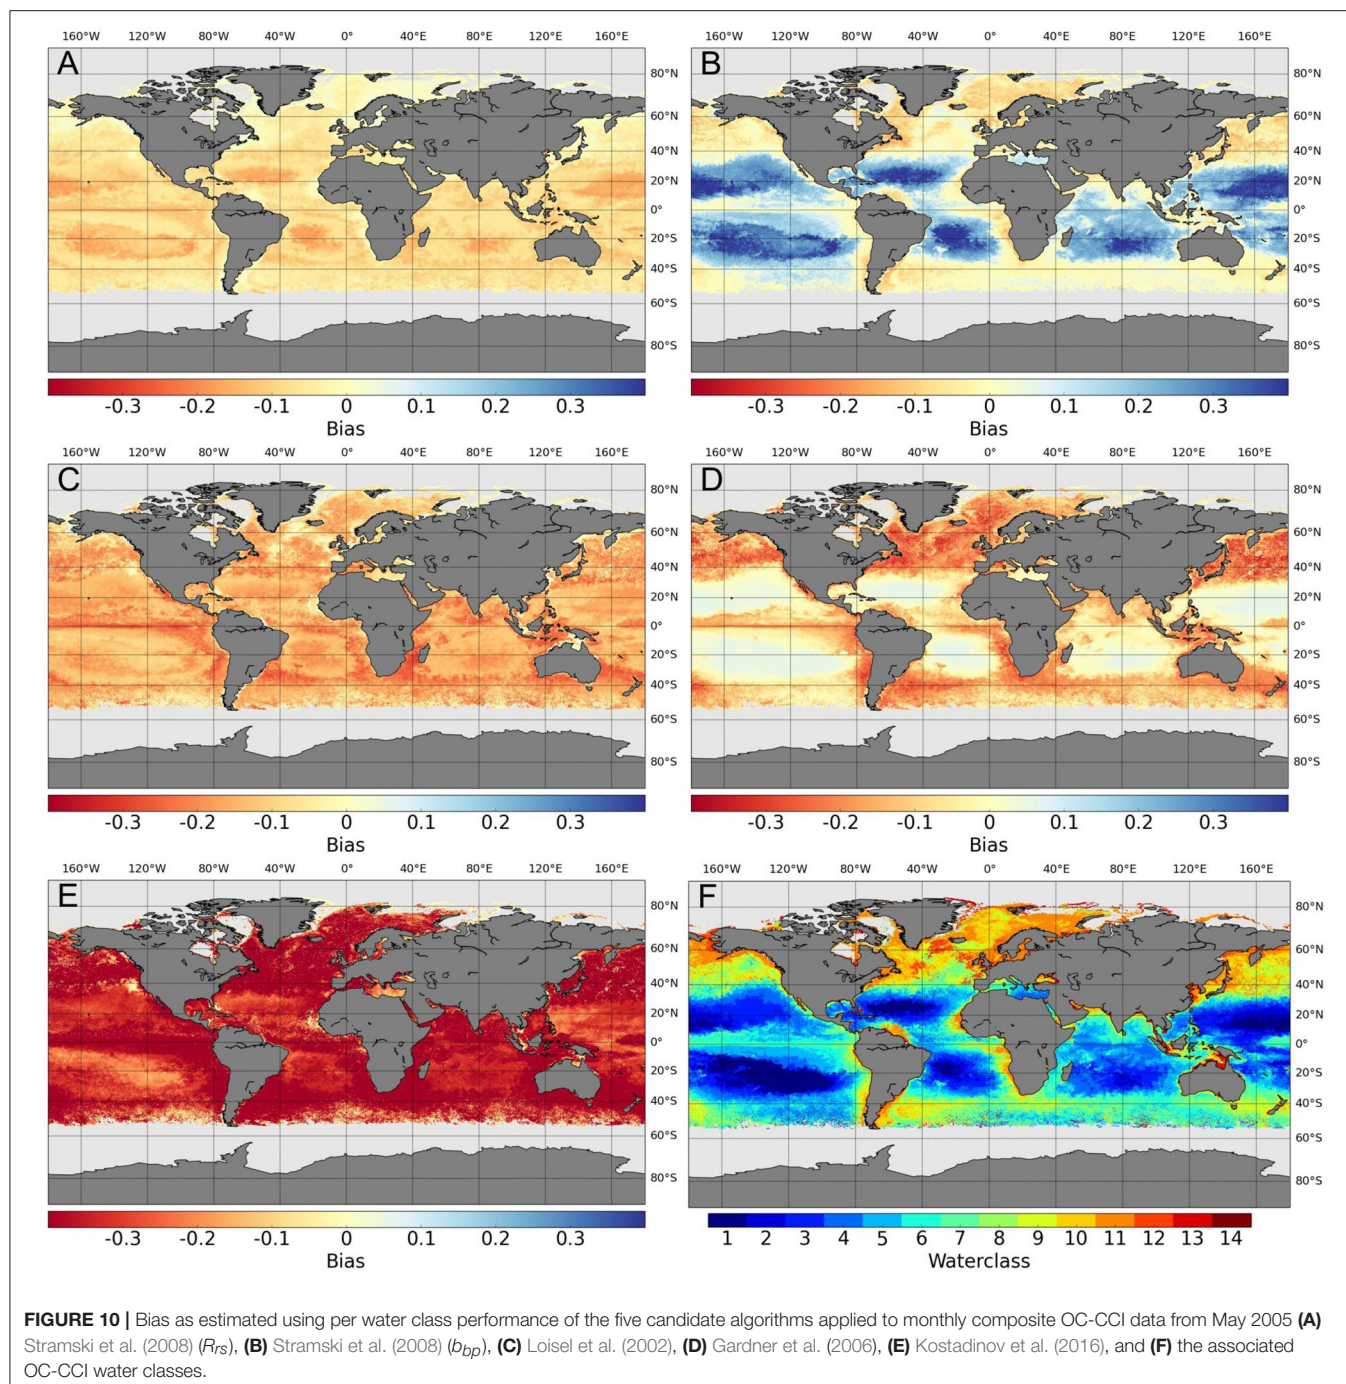 160°W 120°W 80°W 40°W 0° 40°E 80°E 120°E 160°E
A
80°N
60°N
40°N
20°N
0°
20°S
40°S
60°S
80°S
-0.3 -0.2 -0.1 0 0.1 0.2 0.3
Bias
160°W 120°W 80°W 40°W 0° 40°E 80°E 120°E 160°E
B
80°N
60°N
40°N
20°N
0°
20°S
40°S
60°S
80°S
-0.3 -0.2 -0.1 0 0.1 0.2 0.3
Bias
160°W 120°W 80°W 40°W 0° 40°E 80°E 120°E 160°E
C
80°N
60°N
40°N
20°N
0°
20°S
40°S
60°S
80°S
-0.3 -0.2 -0.1 0 0.1 0.2 0.3
Bias
160°W 120°W 80°W 40°W 0° 40°E 80°E 120°E 160°E
D
80°N
60°N
40°N
20°N
0°
20°S
40°S
60°S
80°S
-0.3 -0.2 -0.1 0 0.1 0.2 0.3
Bias
160°W 120°W 80°W 40°W 0° 40°E 80°E 120°E 160°E
E
80°N
60°N
40°N
20°N
0°
20°S
40°S
60°S
80°S
-0.3 -0.2 -0.1 0 0.1 0.2 0.3
Bias
160°W 120°W 80°W 40°W 0° 40°E 80°E 120°E 160°E
F
80°N
60°N
40°N
20°N
0°
20°S
40°S
60°S
80°S
1 2 3 4 5 6 7 8 9 10 11 12 13 14
Waterclass
FIGURE 10 | Bias as estimated using per water class performance of the five candidate algorithms applied to monthly composite OC-CCI data from May 2005 (A)
Stramski et al. (2008) (Rrs), (B) Stramski et al. (2008) (bbp), (C) Loisel et al. (2002), (D) Gardner et al. (2006), (E) Kostadinov et al. (2016), and (F) the associated
OC-CCI water classes.